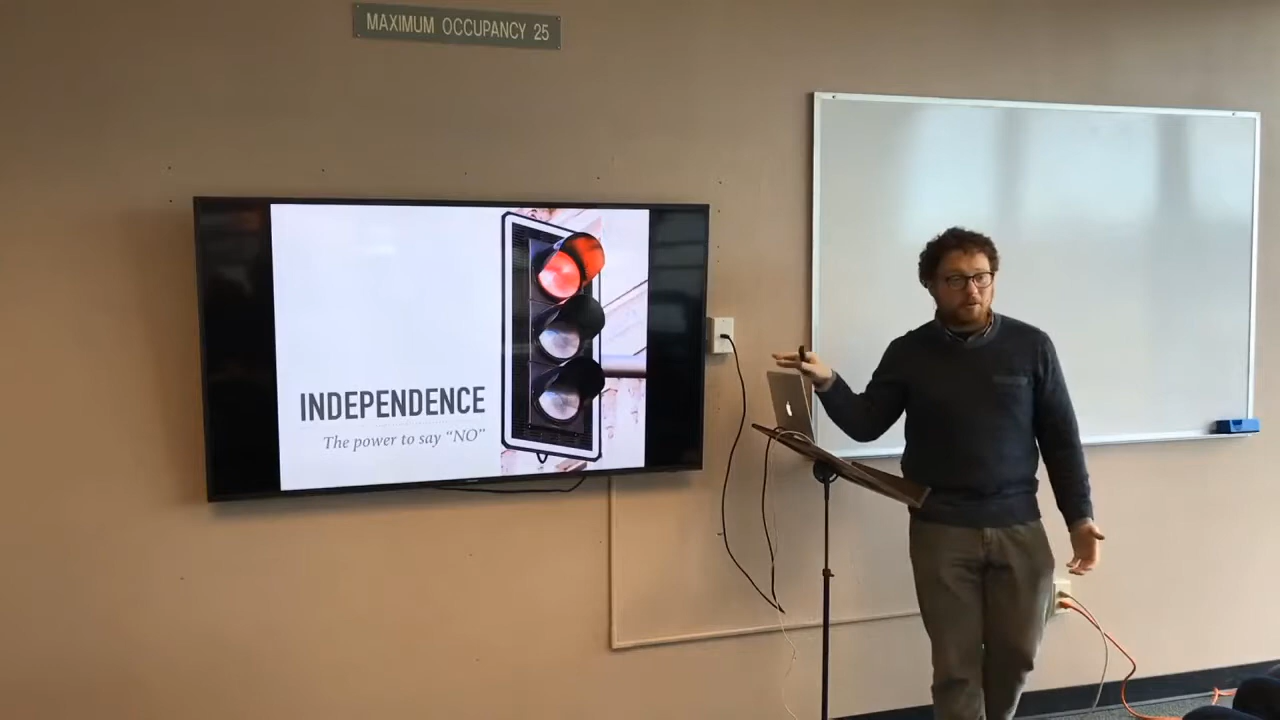 MAXIMUM OCCUPANCY 25
INDEPENDENCE
The power to say “NO”